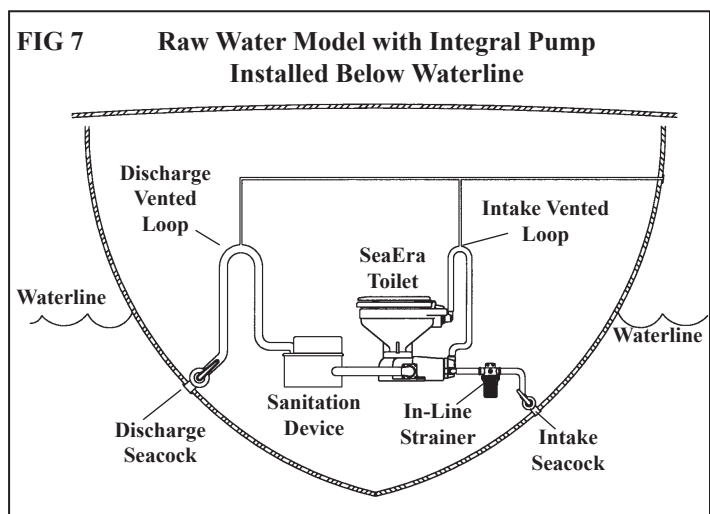 FIG 7
Raw Water Model with Integral Pump
Installed Below Waterline
Discharge
Vented
Loop
Intake Vented
Loop
SeaEra
Toilet
Waterline
Waterline
Sanitation
Device
In-Line
Strainer
Discharge
Seacock
Intake
Seacock